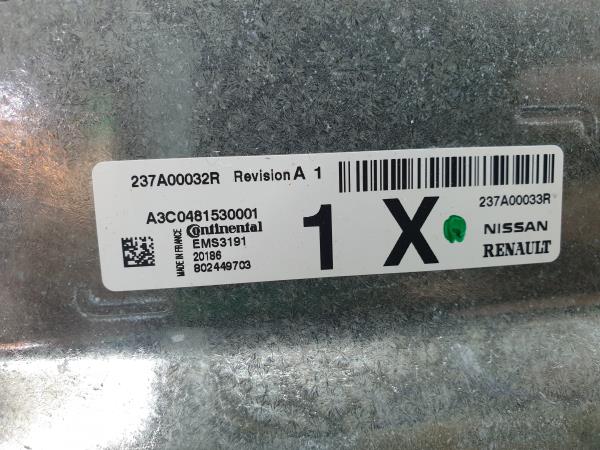 237A00032R Revision A 1
237A00033R
A3C0481530001
MADE IN FRANCE
Continental
EMS3191
20186
802449703
1 X
NISSAN
RENAULT